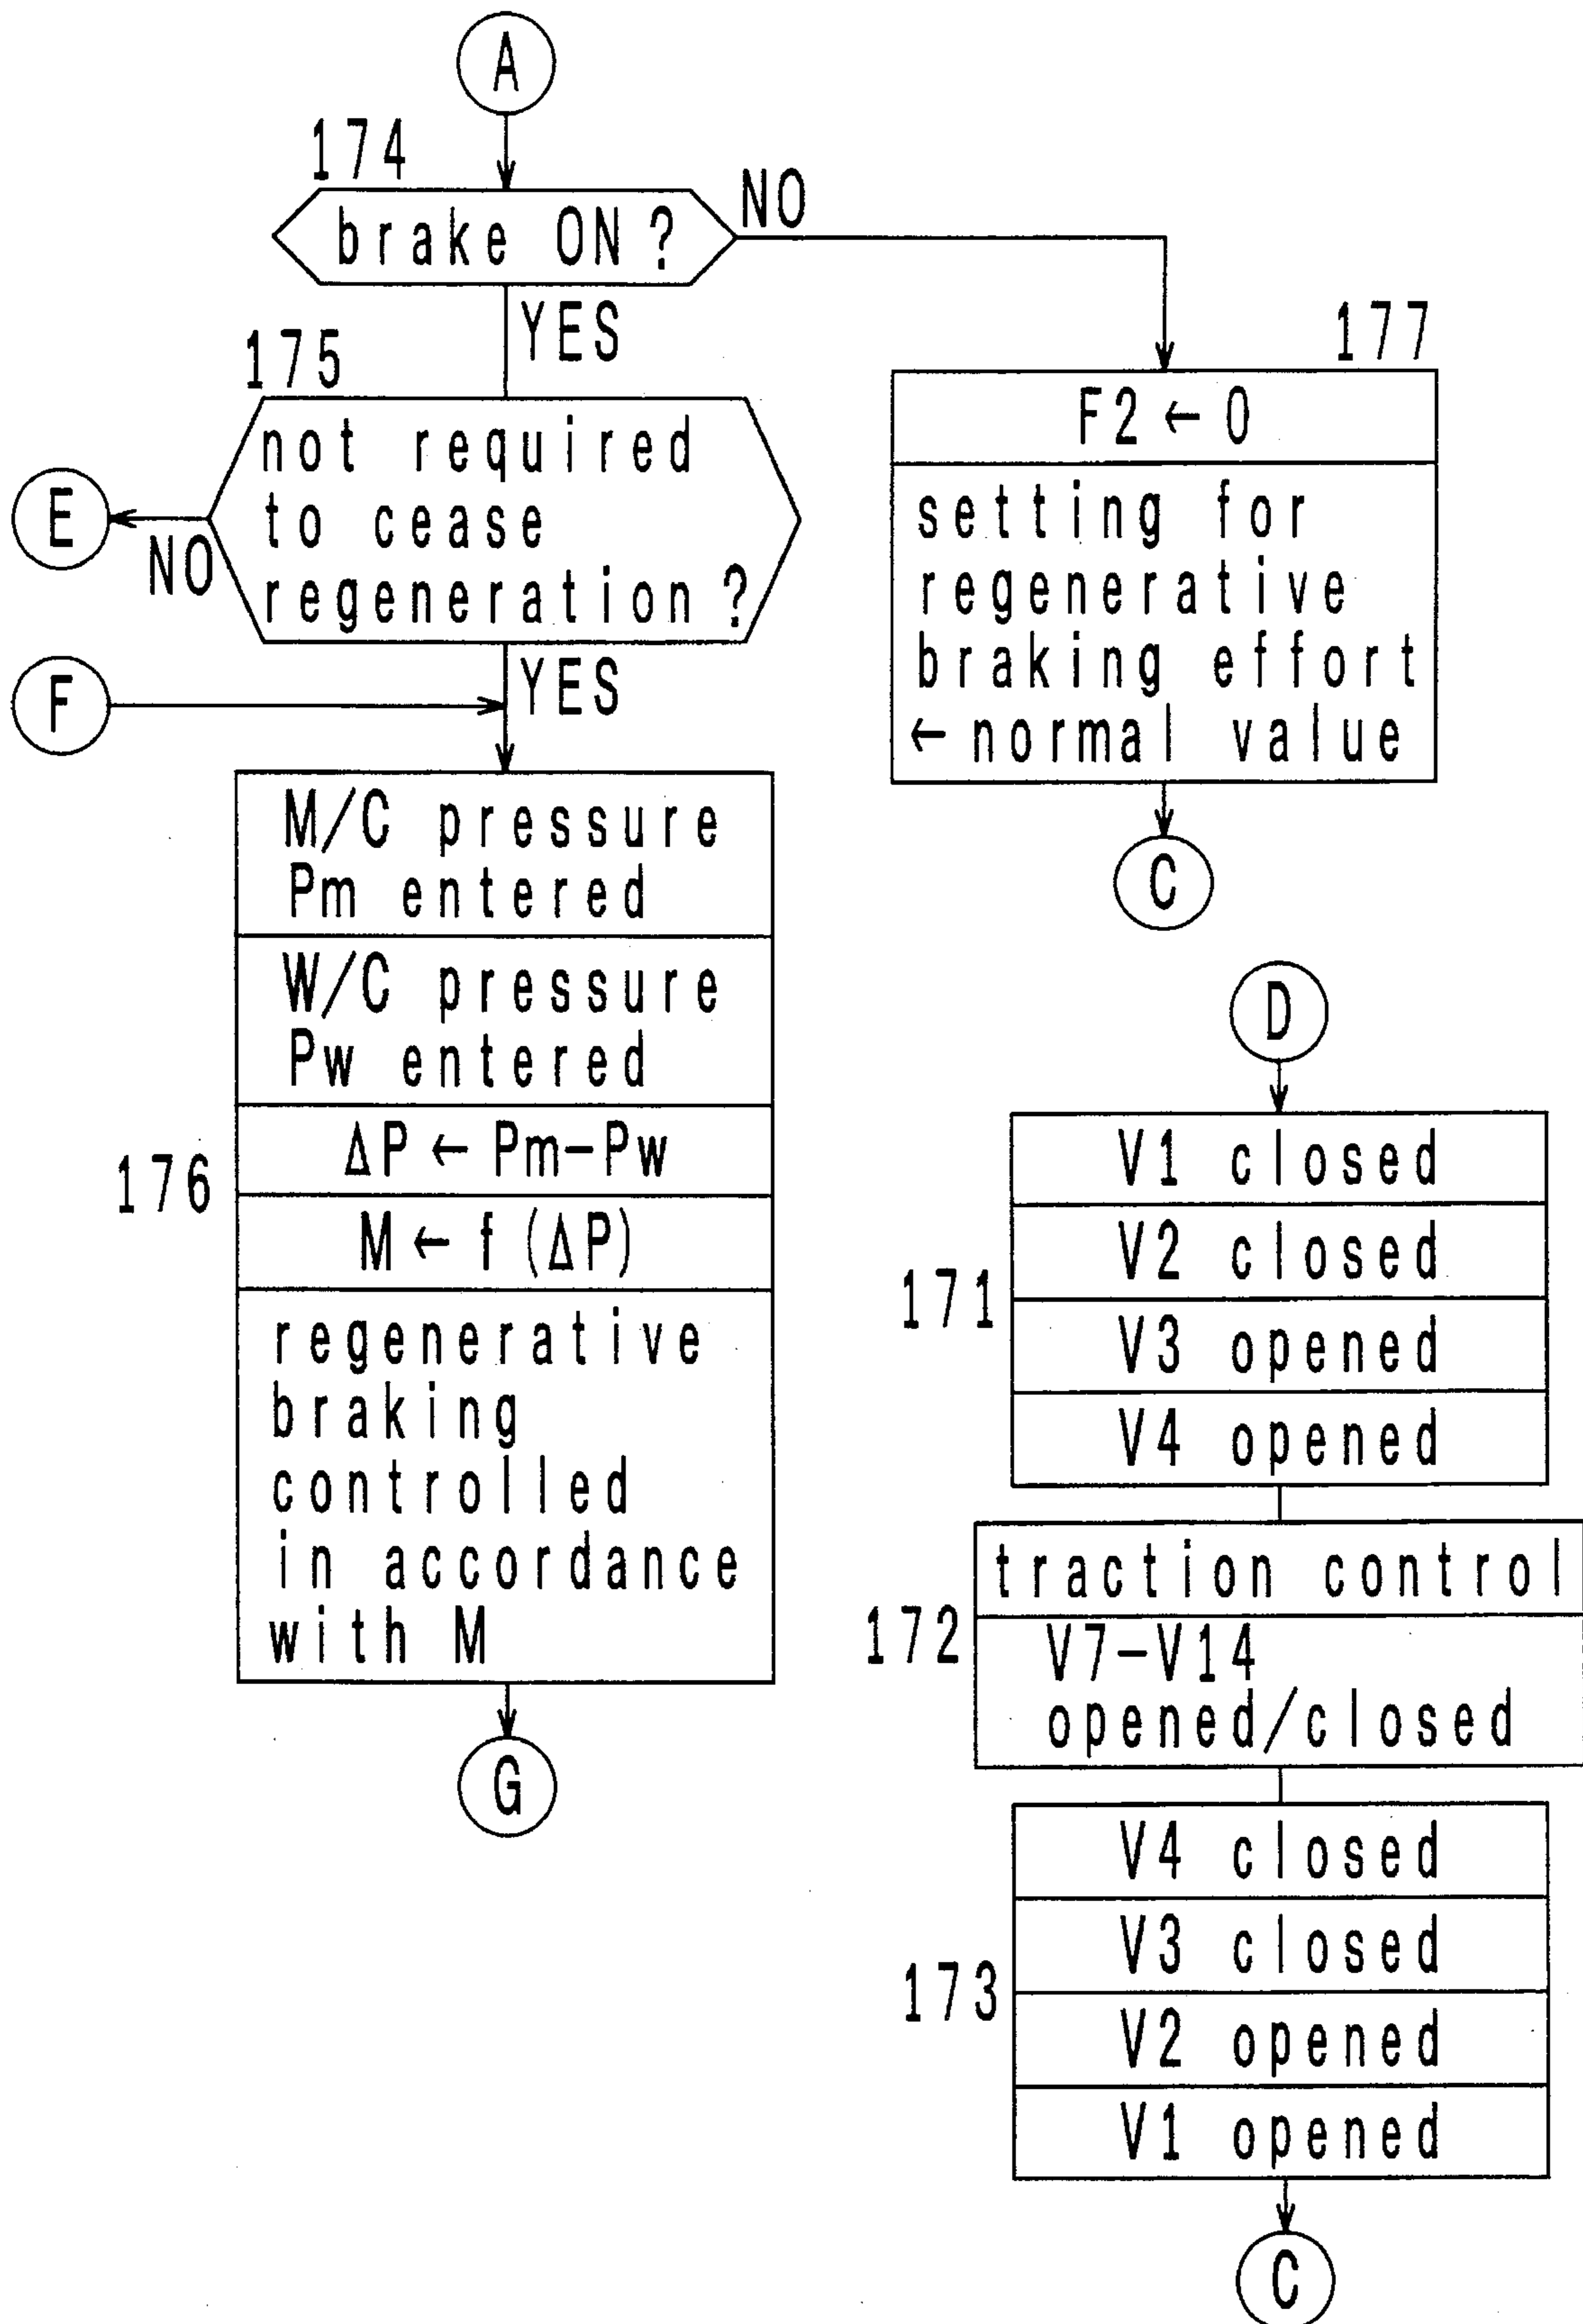 A
174
brake ON?
NO
YES
175
not required
to cease
regeneration?
E
NO
YES
F
177
F2 ← 0
setting for
regenerative
braking effort
← normal value
C
176
M/C pressure
Pm entered
W/C pressure
Pw entered
ΔP ← Pm-Pw
M ← f (ΔP)
regenerative
braking
controlled
in accordance
with M
G
D
171
V1 closed
V2 closed
V3 opened
V4 opened
172
traction control
V7-V14
opened/closed
173
V4 closed
V3 closed
V2 opened
V1 opened
C